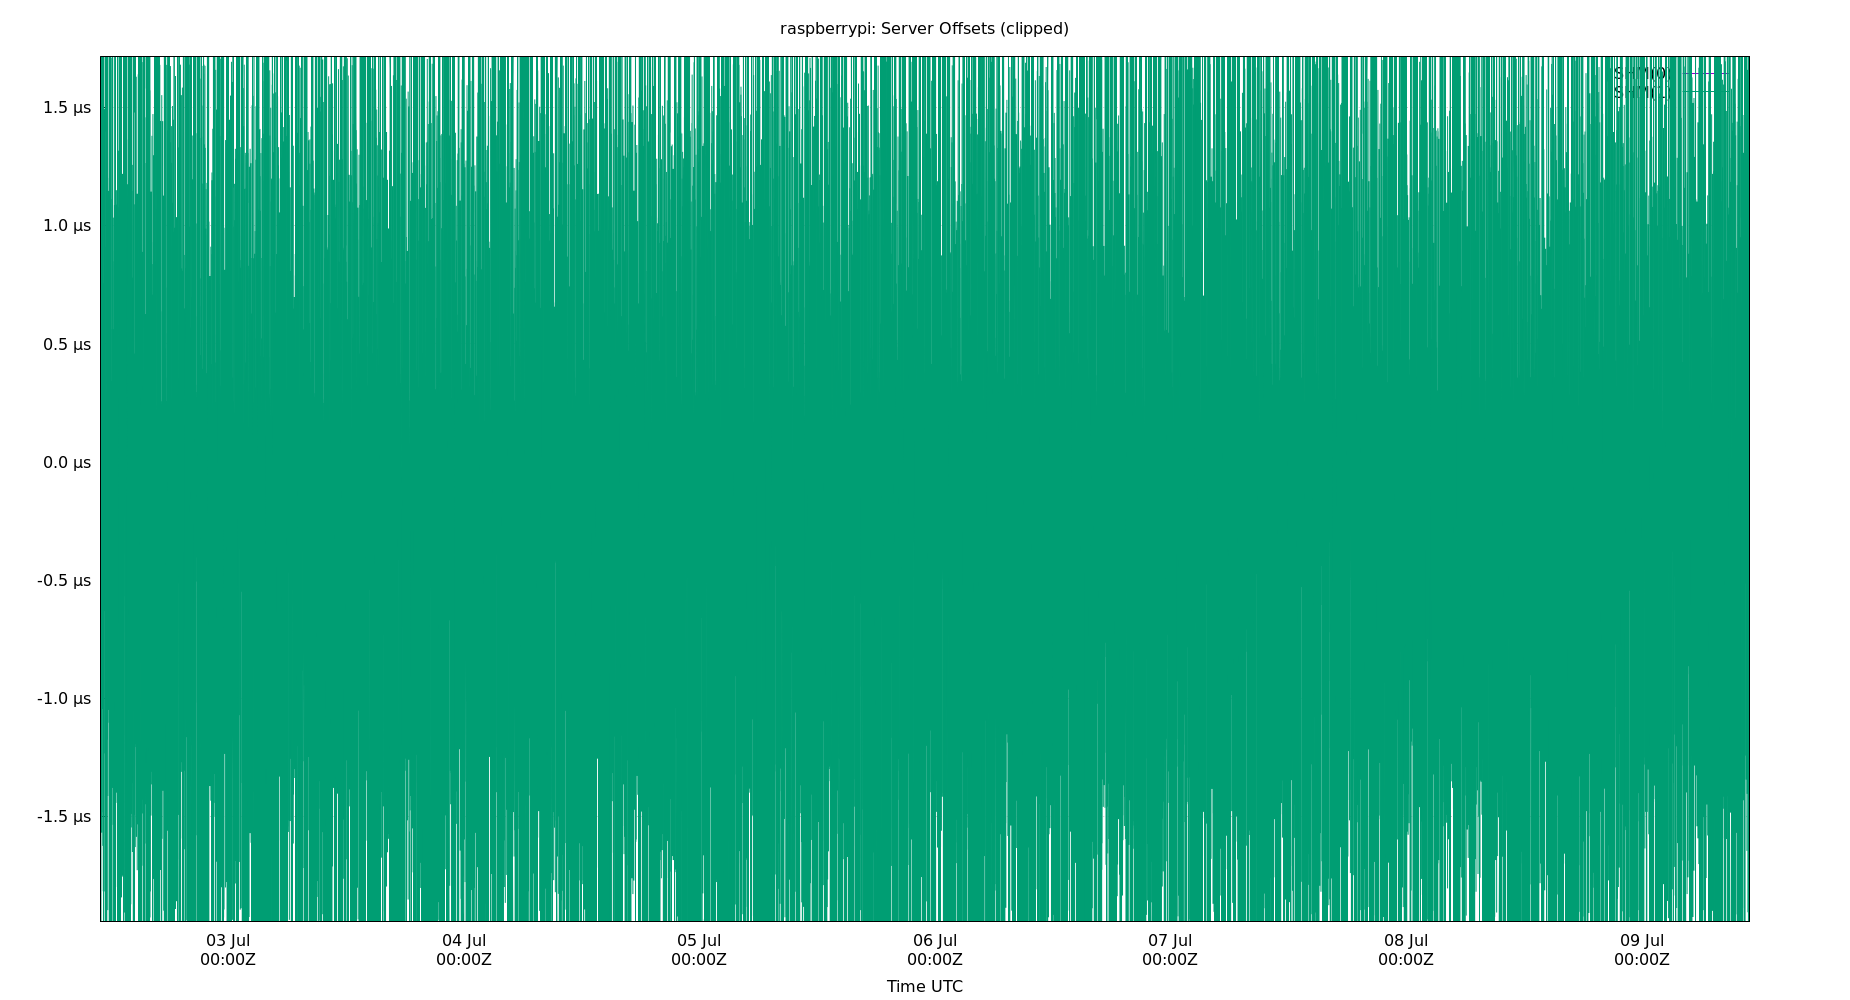 raspberrypi: Server Offsets (clipped)
SHM(0)
1.5 µs
1.0 µs
0.5 µs
0.0 µs
-0.5 µs
-1.0 µs
-1.5 µs
03 Jul 04 Jul 05 Jul 06 Jul 07 Jul 08 Jul 09 Jul
00:00Z 00:00Z 00:00Z 00:00Z 00:00Z 00:00Z 00:00Z
Time UTC